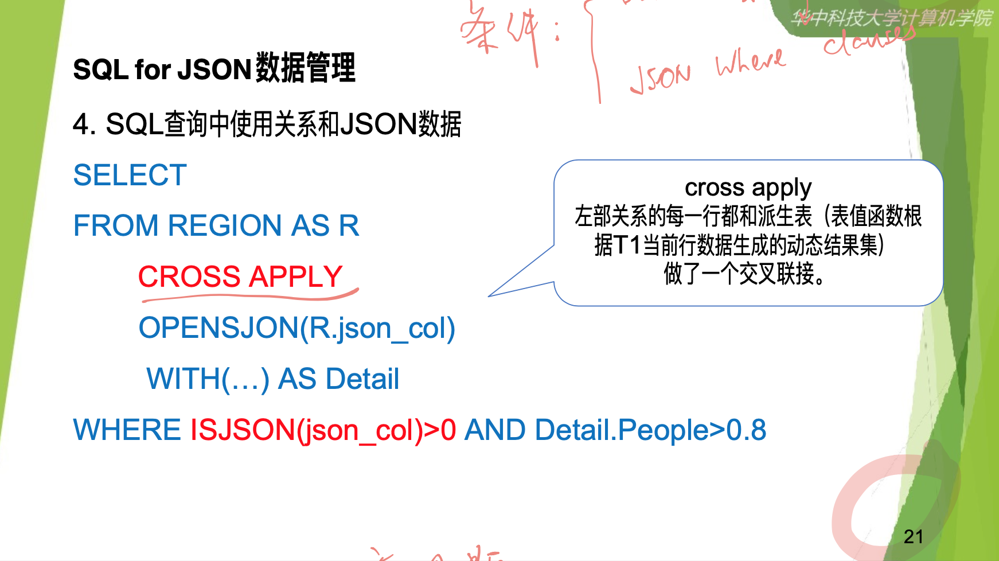 华中科技大学计算机学院
条件：
JSON Where clauses
SQL for JSON数据管理
4. SQL查询中使用关系和JSON数据
SELECT
FROM REGION AS R
CROSS APPLY
OPENSJON(R.json_col)
WITH(…) AS Detail
WHERE ISJSON(json_col)>0 AND Detail.People>0.8
cross apply
左部关系的每一行都和派生表（表值函数根
据T1当前行数据生成的动态结果集）
做了一个交叉联接。
21